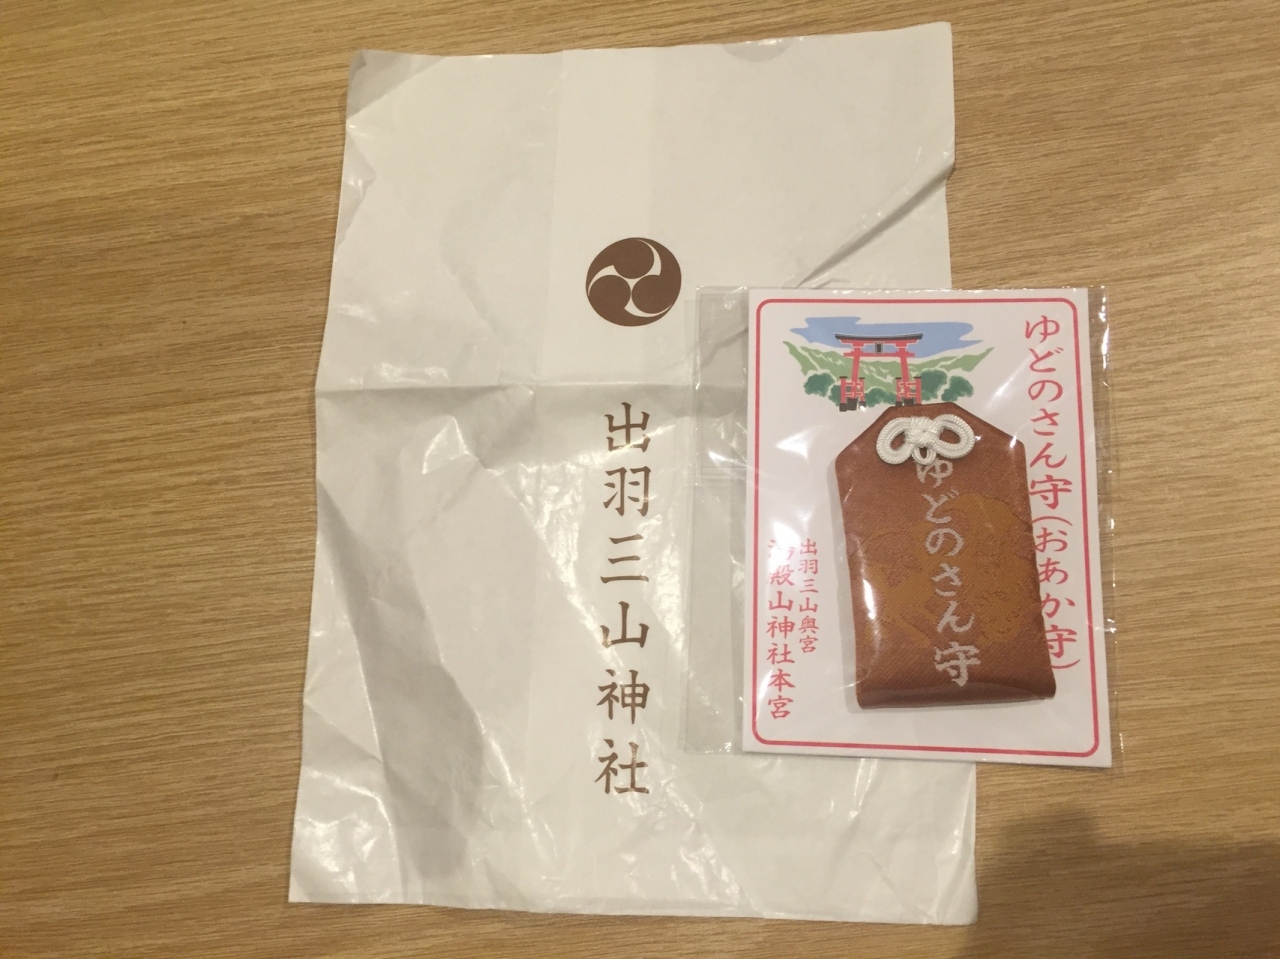 出羽三山神社
ゆどのさん守(おあか守)
ゆどのさん守
出羽三山奥宮
湯殿山神社本宮